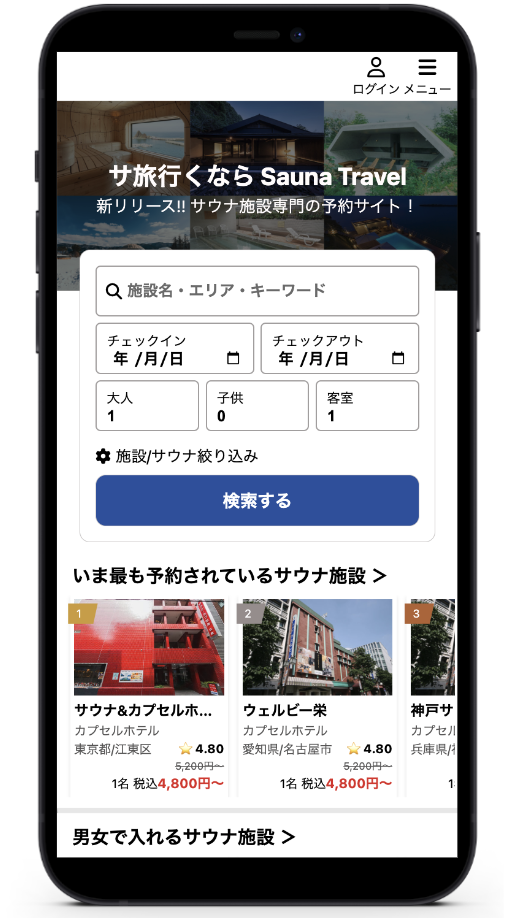 ログイン メニュー
サ旅行くなら Sauna Travel
新リリース!! サウナ施設専門の予約サイト！
施設名・エリア・キーワード
チェックイン チェックアウト
年 /月/日 年 /月/日
大人 子供 客室
1 0 1
施設/サウナ絞り込み
検索する
いま最も予約されているサウナ施設 >
1 2 3
サウナ&カプセルホ... ウェルビー栄 神戸サ
カプセルホテル カプセルホテル カプセル
東京都/江東区 4.80 愛知県/名古屋市 4.80 兵庫県/
5,200円〜 5,200円〜
1名 税込4,800円〜 1名 税込4,800円〜 1
男女で入れるサウナ施設 >